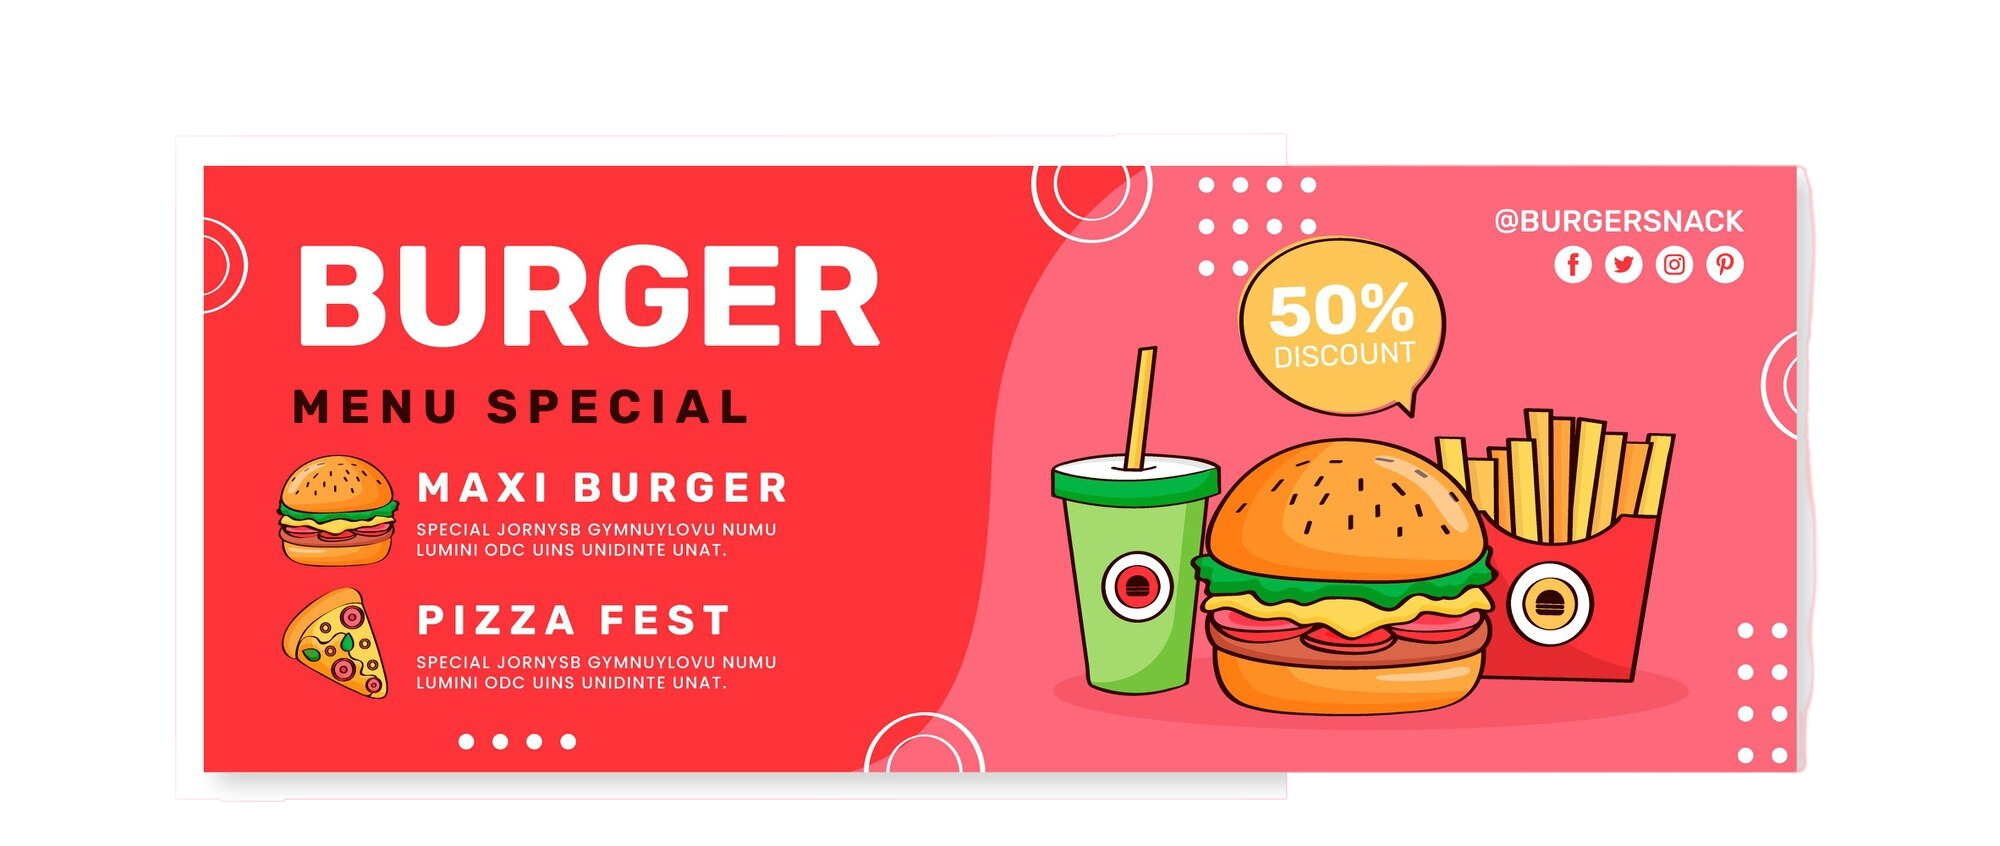 BURGER
MENU SPECIAL
MAXI BURGER
SPECIAL JORNYSB GYMNUYLOVU NUMU
LUMINI ODC UINS UNIDINTE UNAT.
PIZZA FEST
SPECIAL JORNYSB GYMNUYLOVU NUMU
LUMINI ODC UINS UNIDINTE UNAT.
@BURGERSNACK
50%
DISCOUNT